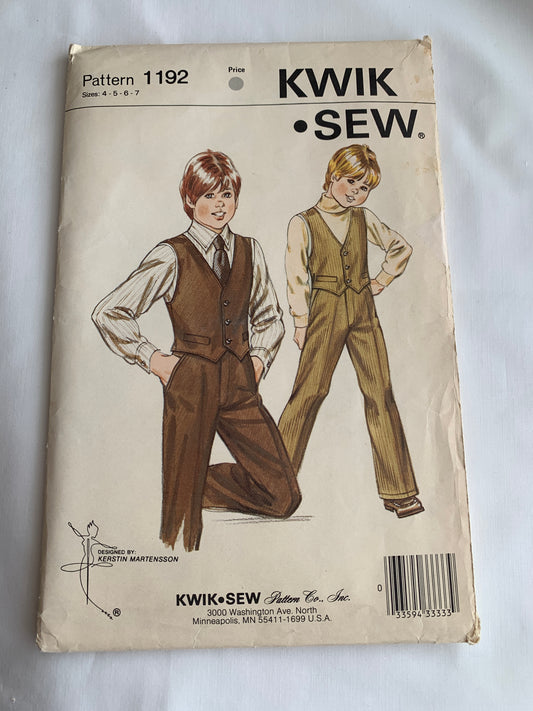 Pattern 1192
Sizes: 4 - 5 - 6 - 7
Price
KWIK
•SEW®
DESIGNED BY:
KERSTIN MARTENSSON
®
KWIK•SEW Pattern Co., Inc.
3000 Washington Ave. North
Minneapolis, MN 55411-1699 U.S.A.
0
33594 33333